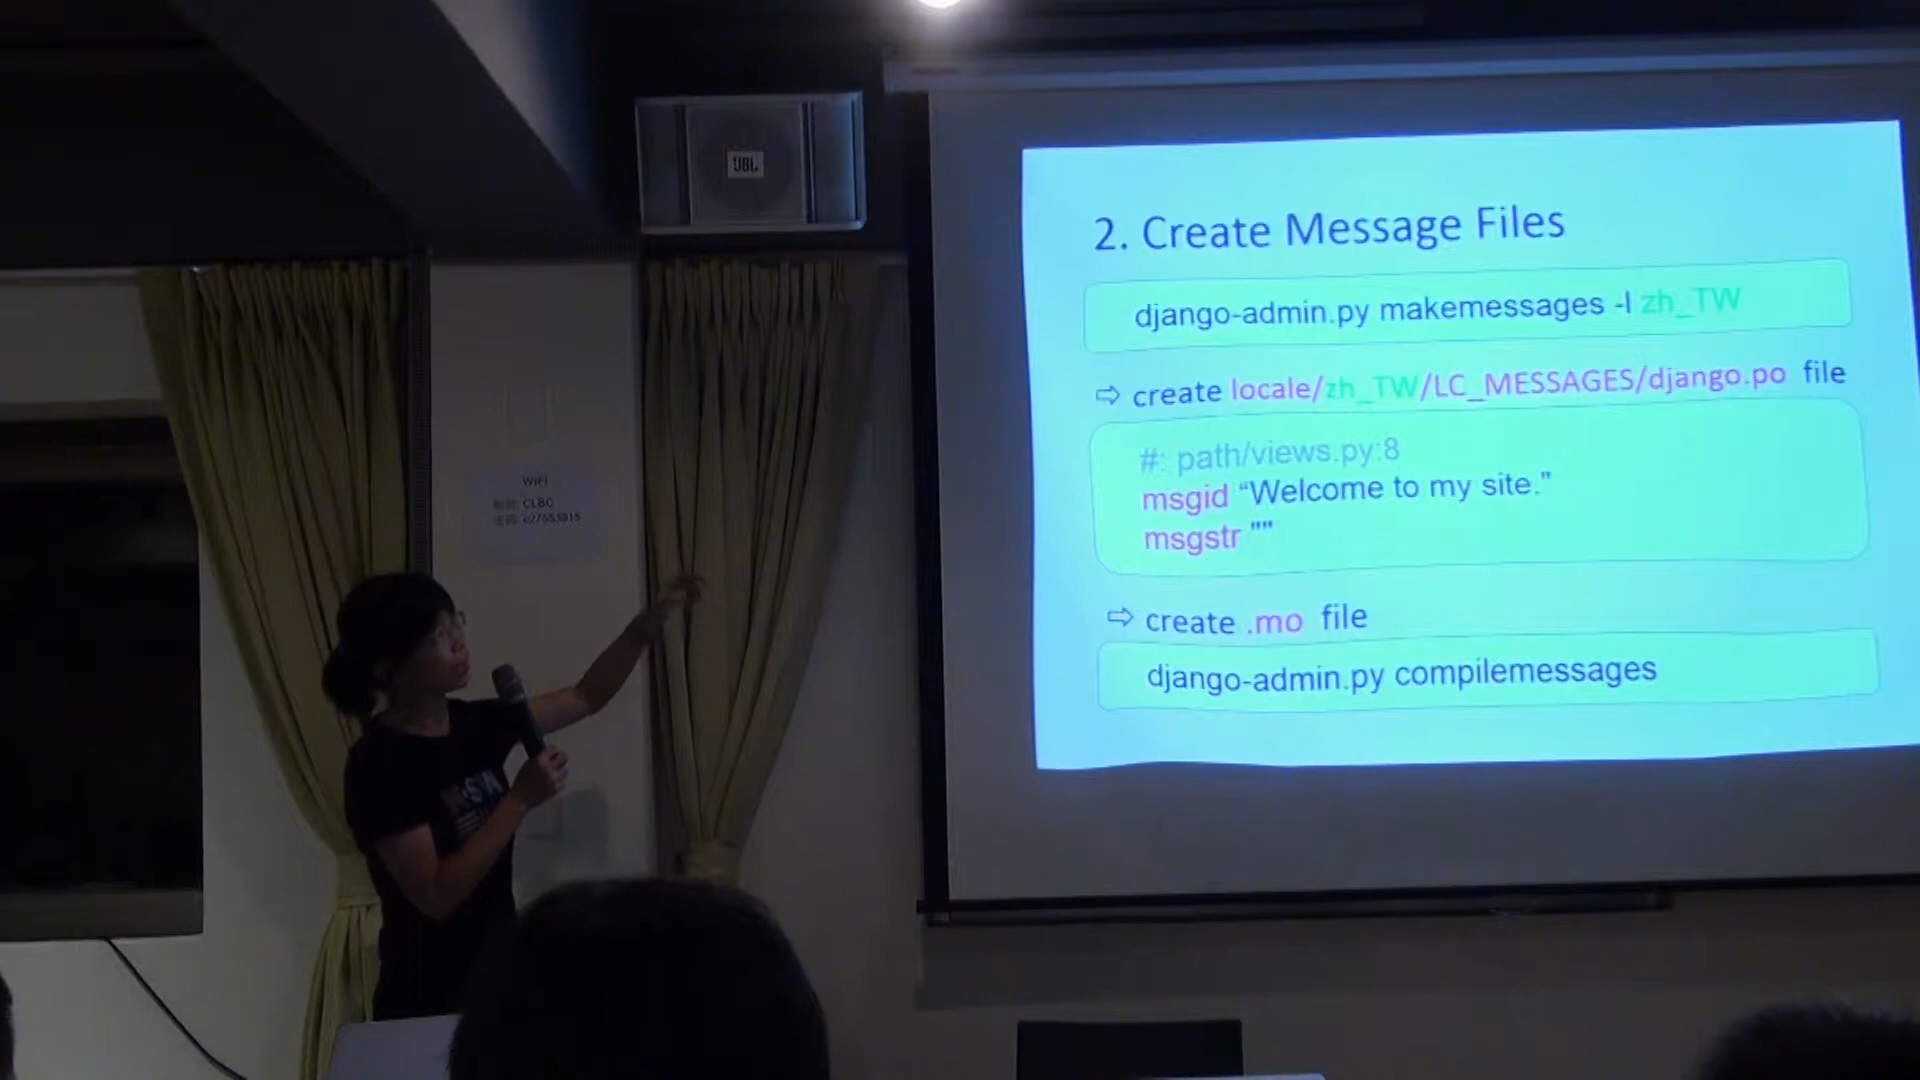 UBL
2. Create Message Files
django-admin.py makemessages -l zh_TW
⇨ create locale/zh_TW/LC_MESSAGES/django.po file
#: path/views.py:8
msgid “Welcome to my site.”
msgstr ""
⇨ create .mo file
django-admin.py compilemessages
WIFI
CLBC